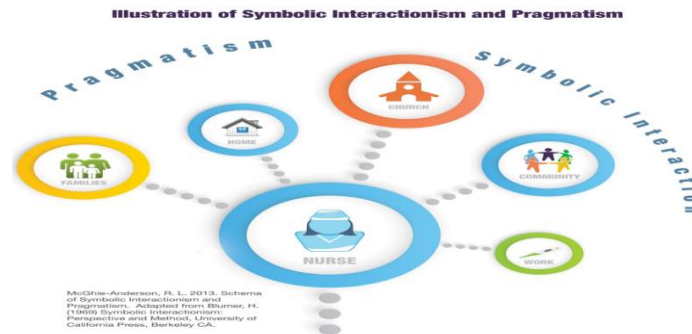 Illustration of Symbolic Interactionism and Pragmatism
Pragmatism
Symbolic Interaction
CHURCH
HOME
FAMILIES
COMMUNITY
NURSE
WORK
McGhie-Anderson, R. L. 2013. Schema
of Symbolic Interactionism and
Pragmatism. Adapted from Blumer, H.
(1969) Symbolic Interactionism:
Perspective and Method, University of
California Press, Berkeley CA.